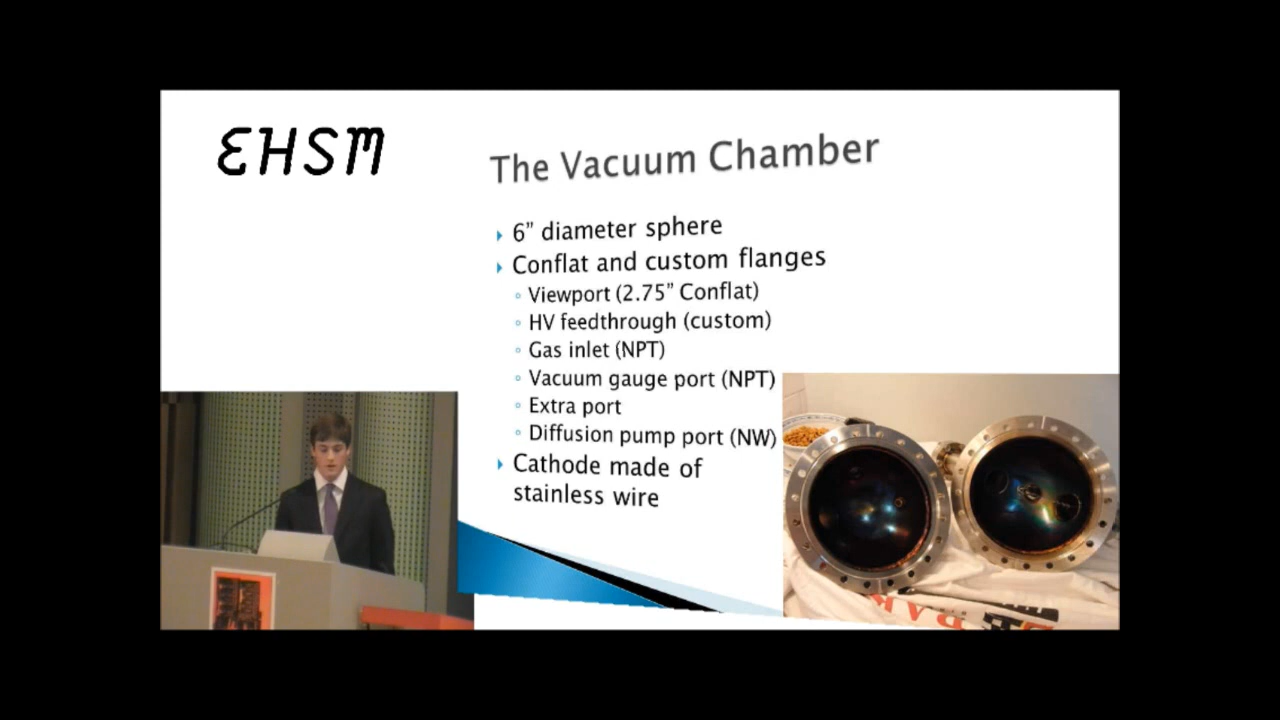 EHSM
The Vacuum Chamber
6” diameter sphere
Conflat and custom flanges
Viewport (2.75” Conflat)
HV feedthrough (custom)
Gas inlet (NPT)
Vacuum gauge port (NPT)
Extra port
Diffusion pump port (NW)
Cathode made of
stainless wire